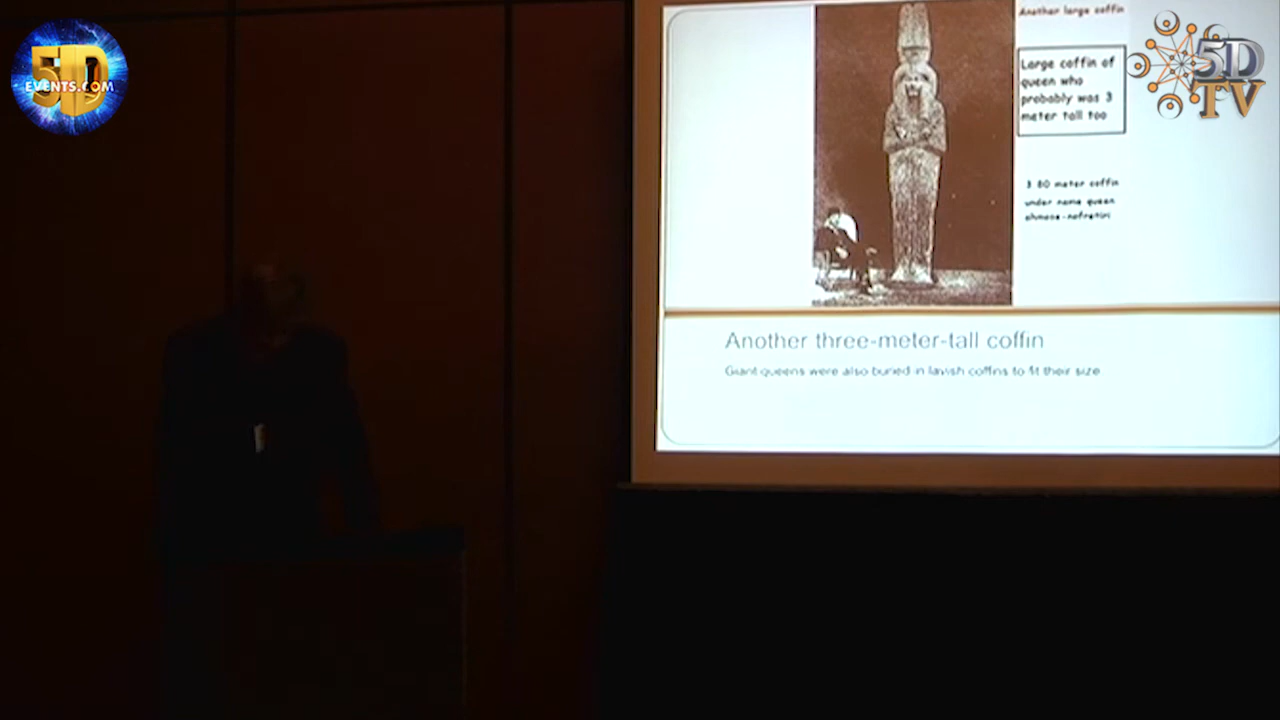 5D
EVENTS.COM
5D
TV
Another large coffin
Large coffin of
queen who
probably was 3
meter tall too
3 80 meter coffin
under name queen
ahmose-nofretiri
Another three-meter-tall coffin
Giant queens were also buried in lavish coffins to fit their size